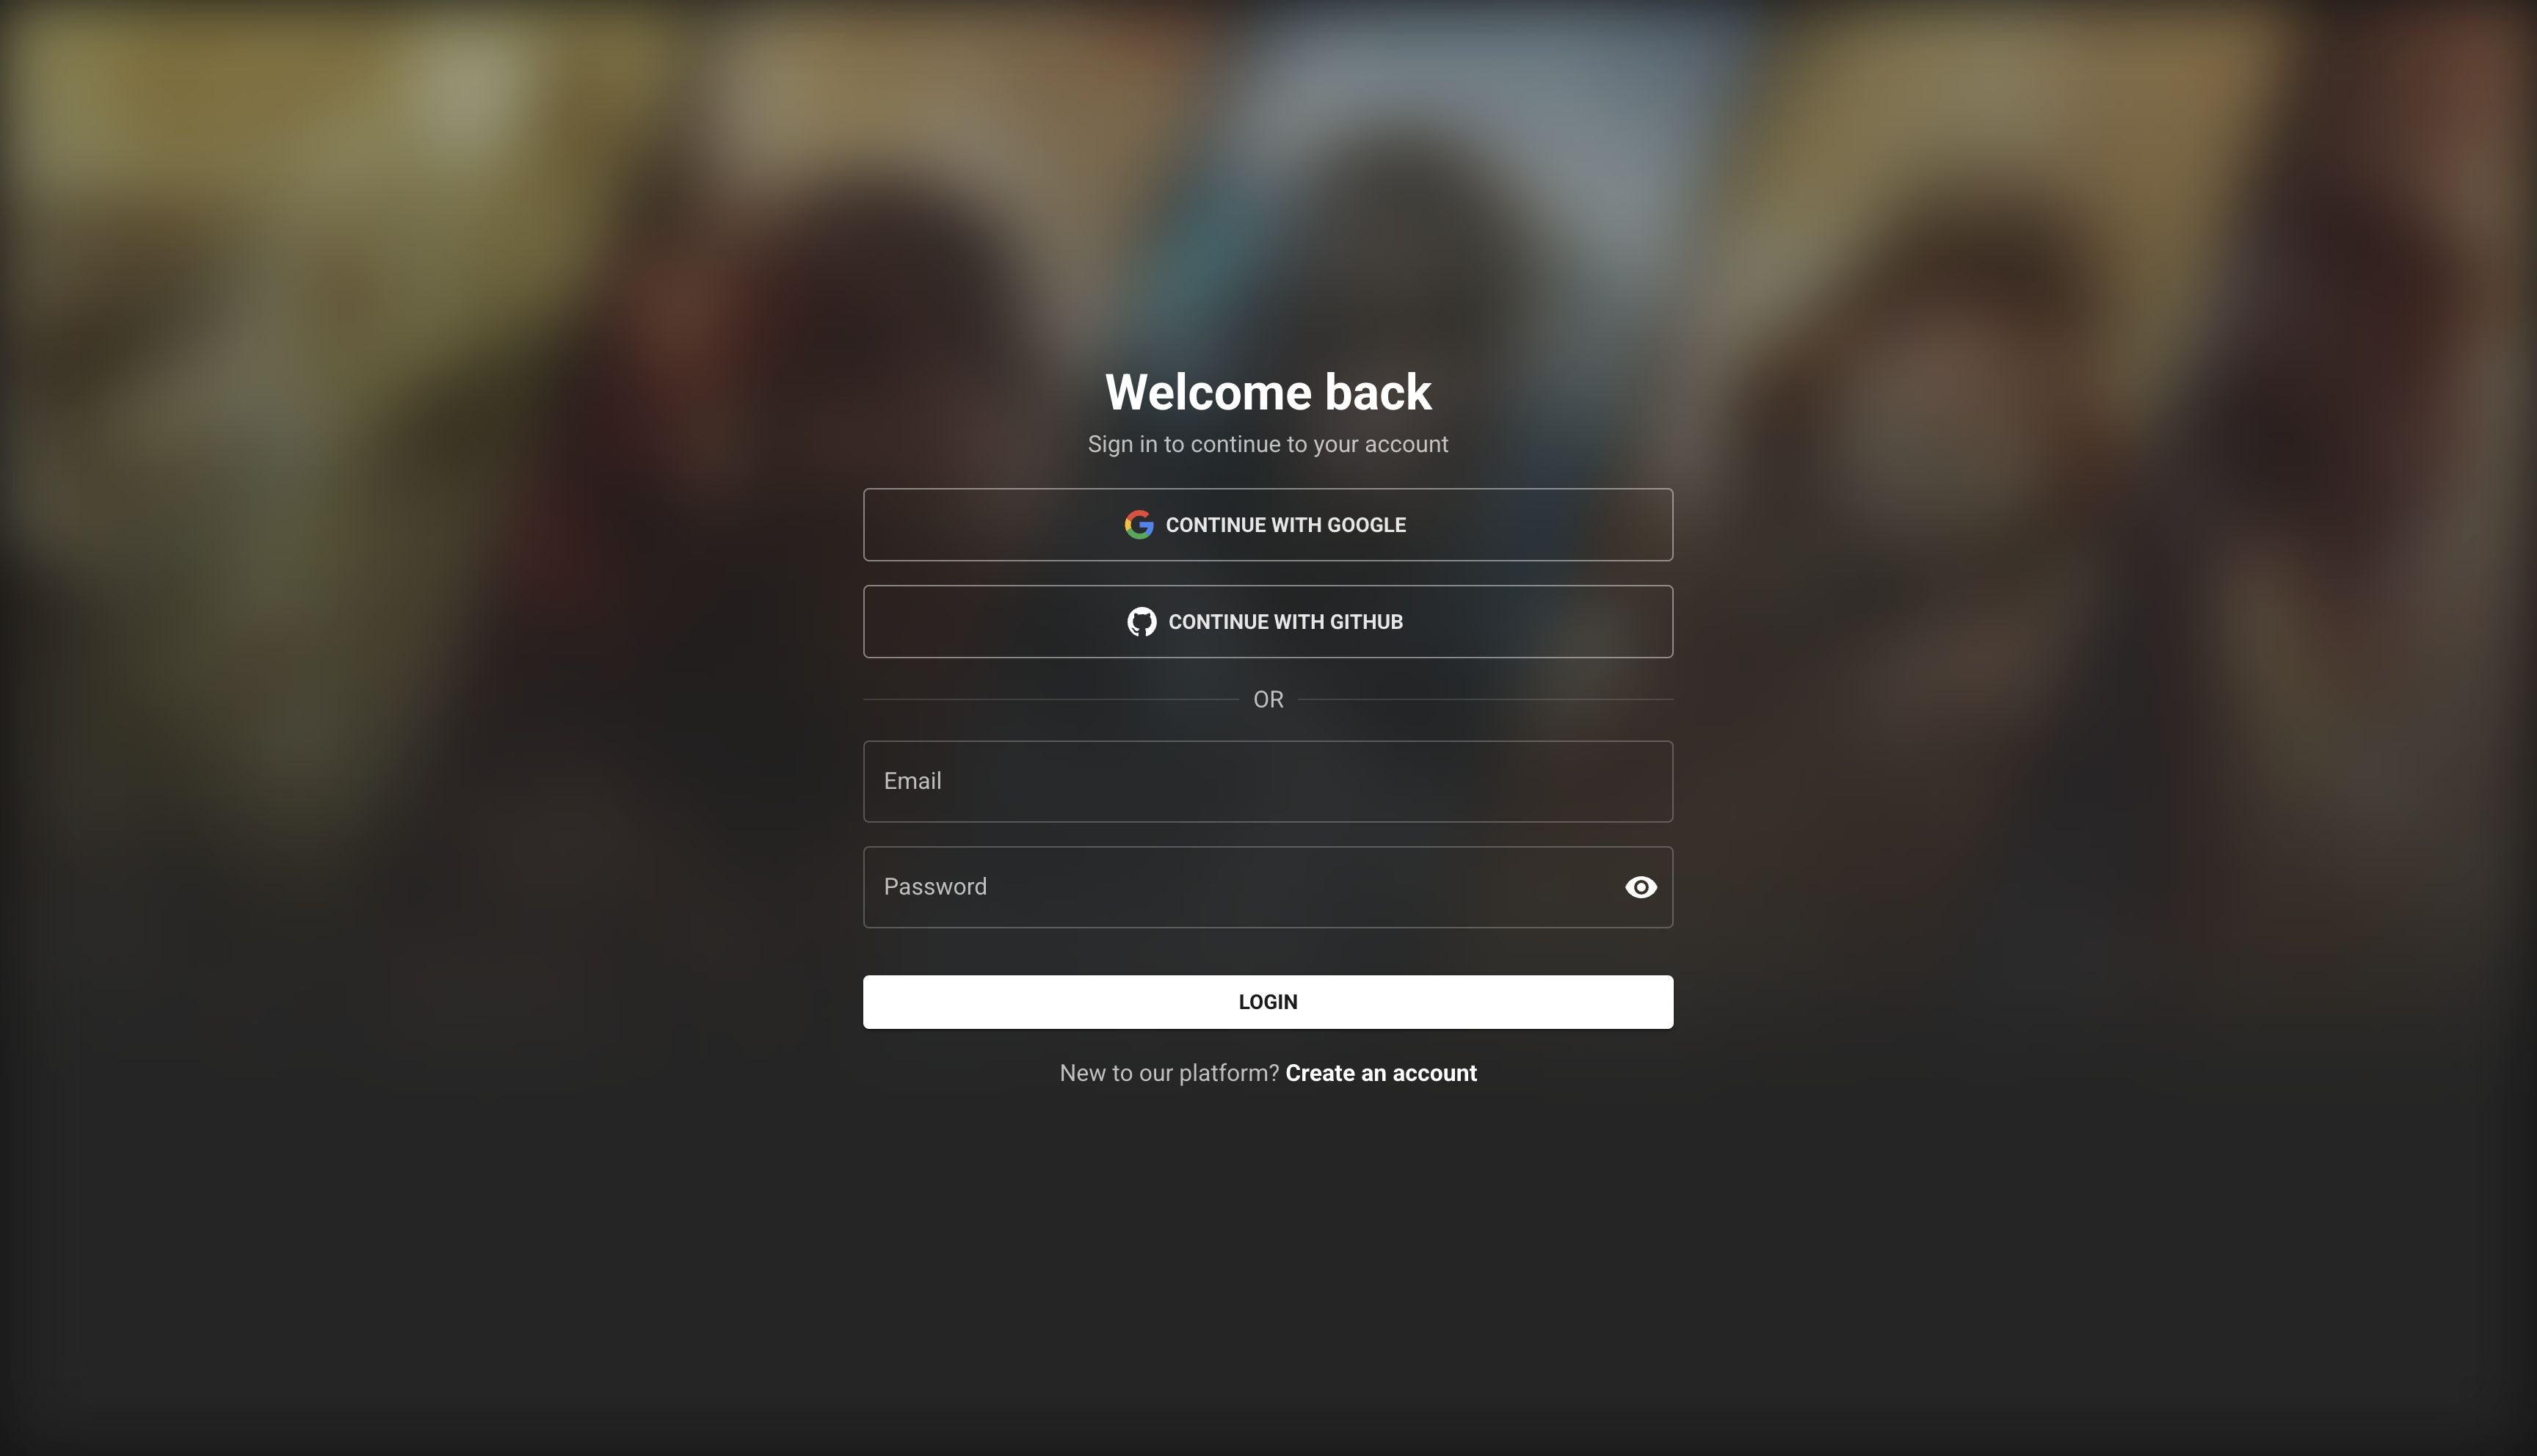 Welcome back
Sign in to continue to your account
CONTINUE WITH GOOGLE
CONTINUE WITH GITHUB
OR
Email
Password
LOGIN
New to our platform? Create an account